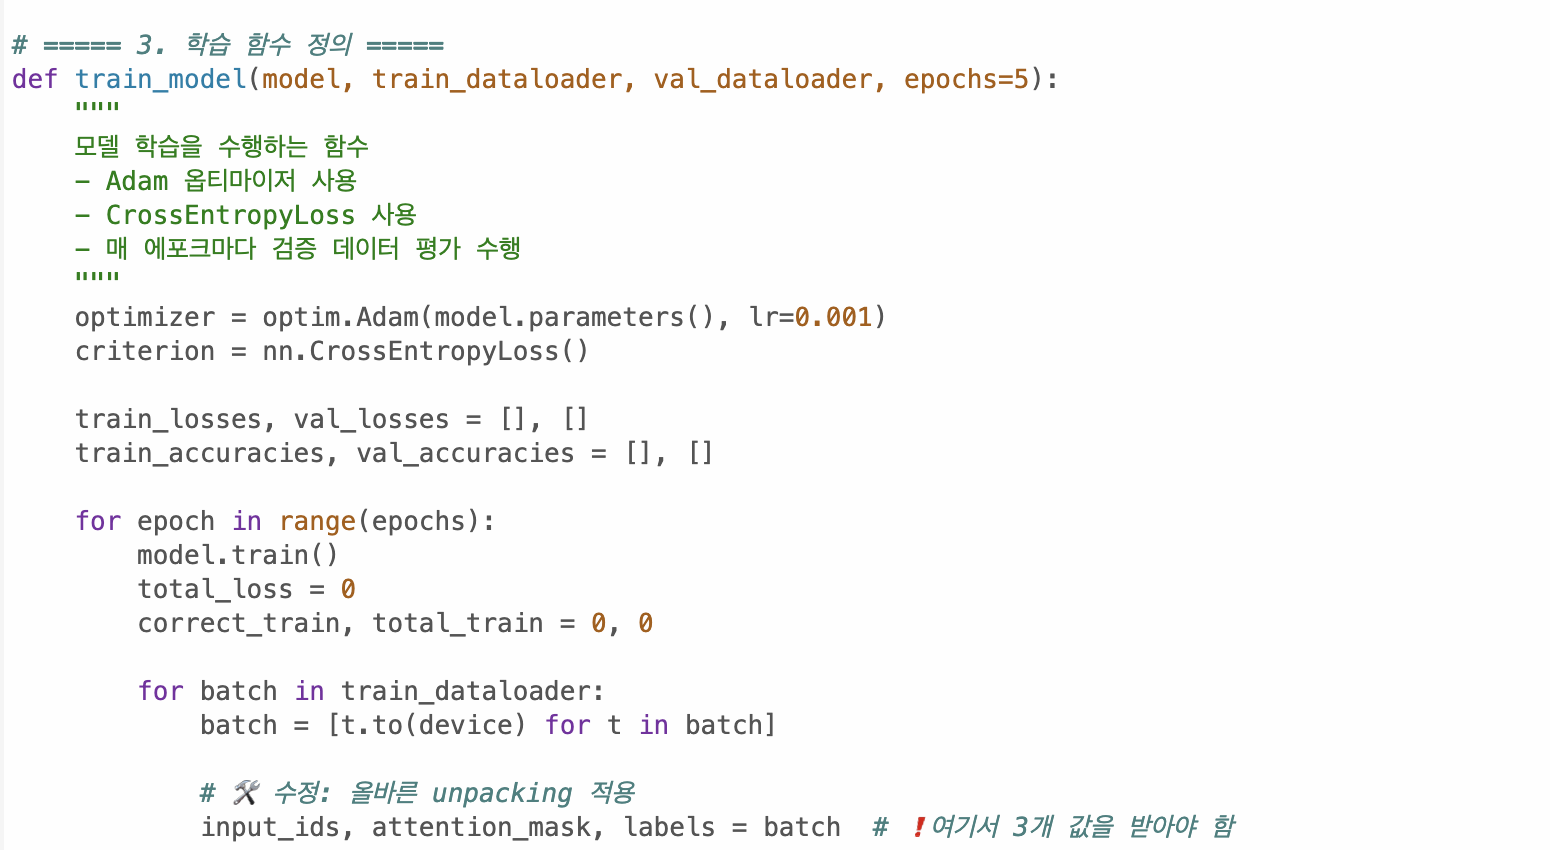 # ===== 3. 학습 함수 정의 =====
def train_model(model, train_dataloader, val_dataloader, epochs=5):
    """
    모델 학습을 수행하는 함수
    - Adam 옵티마이저 사용
    - CrossEntropyLoss 사용
    - 매 에포크마다 검증 데이터 평가 수행
    """
    optimizer = optim.Adam(model.parameters(), lr=0.001)
    criterion = nn.CrossEntropyLoss()

    train_losses, val_losses = [], []
    train_accuracies, val_accuracies = [], []

    for epoch in range(epochs):
        model.train()
        total_loss = 0
        correct_train, total_train = 0, 0

        for batch in train_dataloader:
            batch = [t.to(device) for t in batch]

            # 🛠 수정: 올바른 unpacking 적용
            input_ids, attention_mask, labels = batch  # ❗여기서 3개 값을 받아야 함